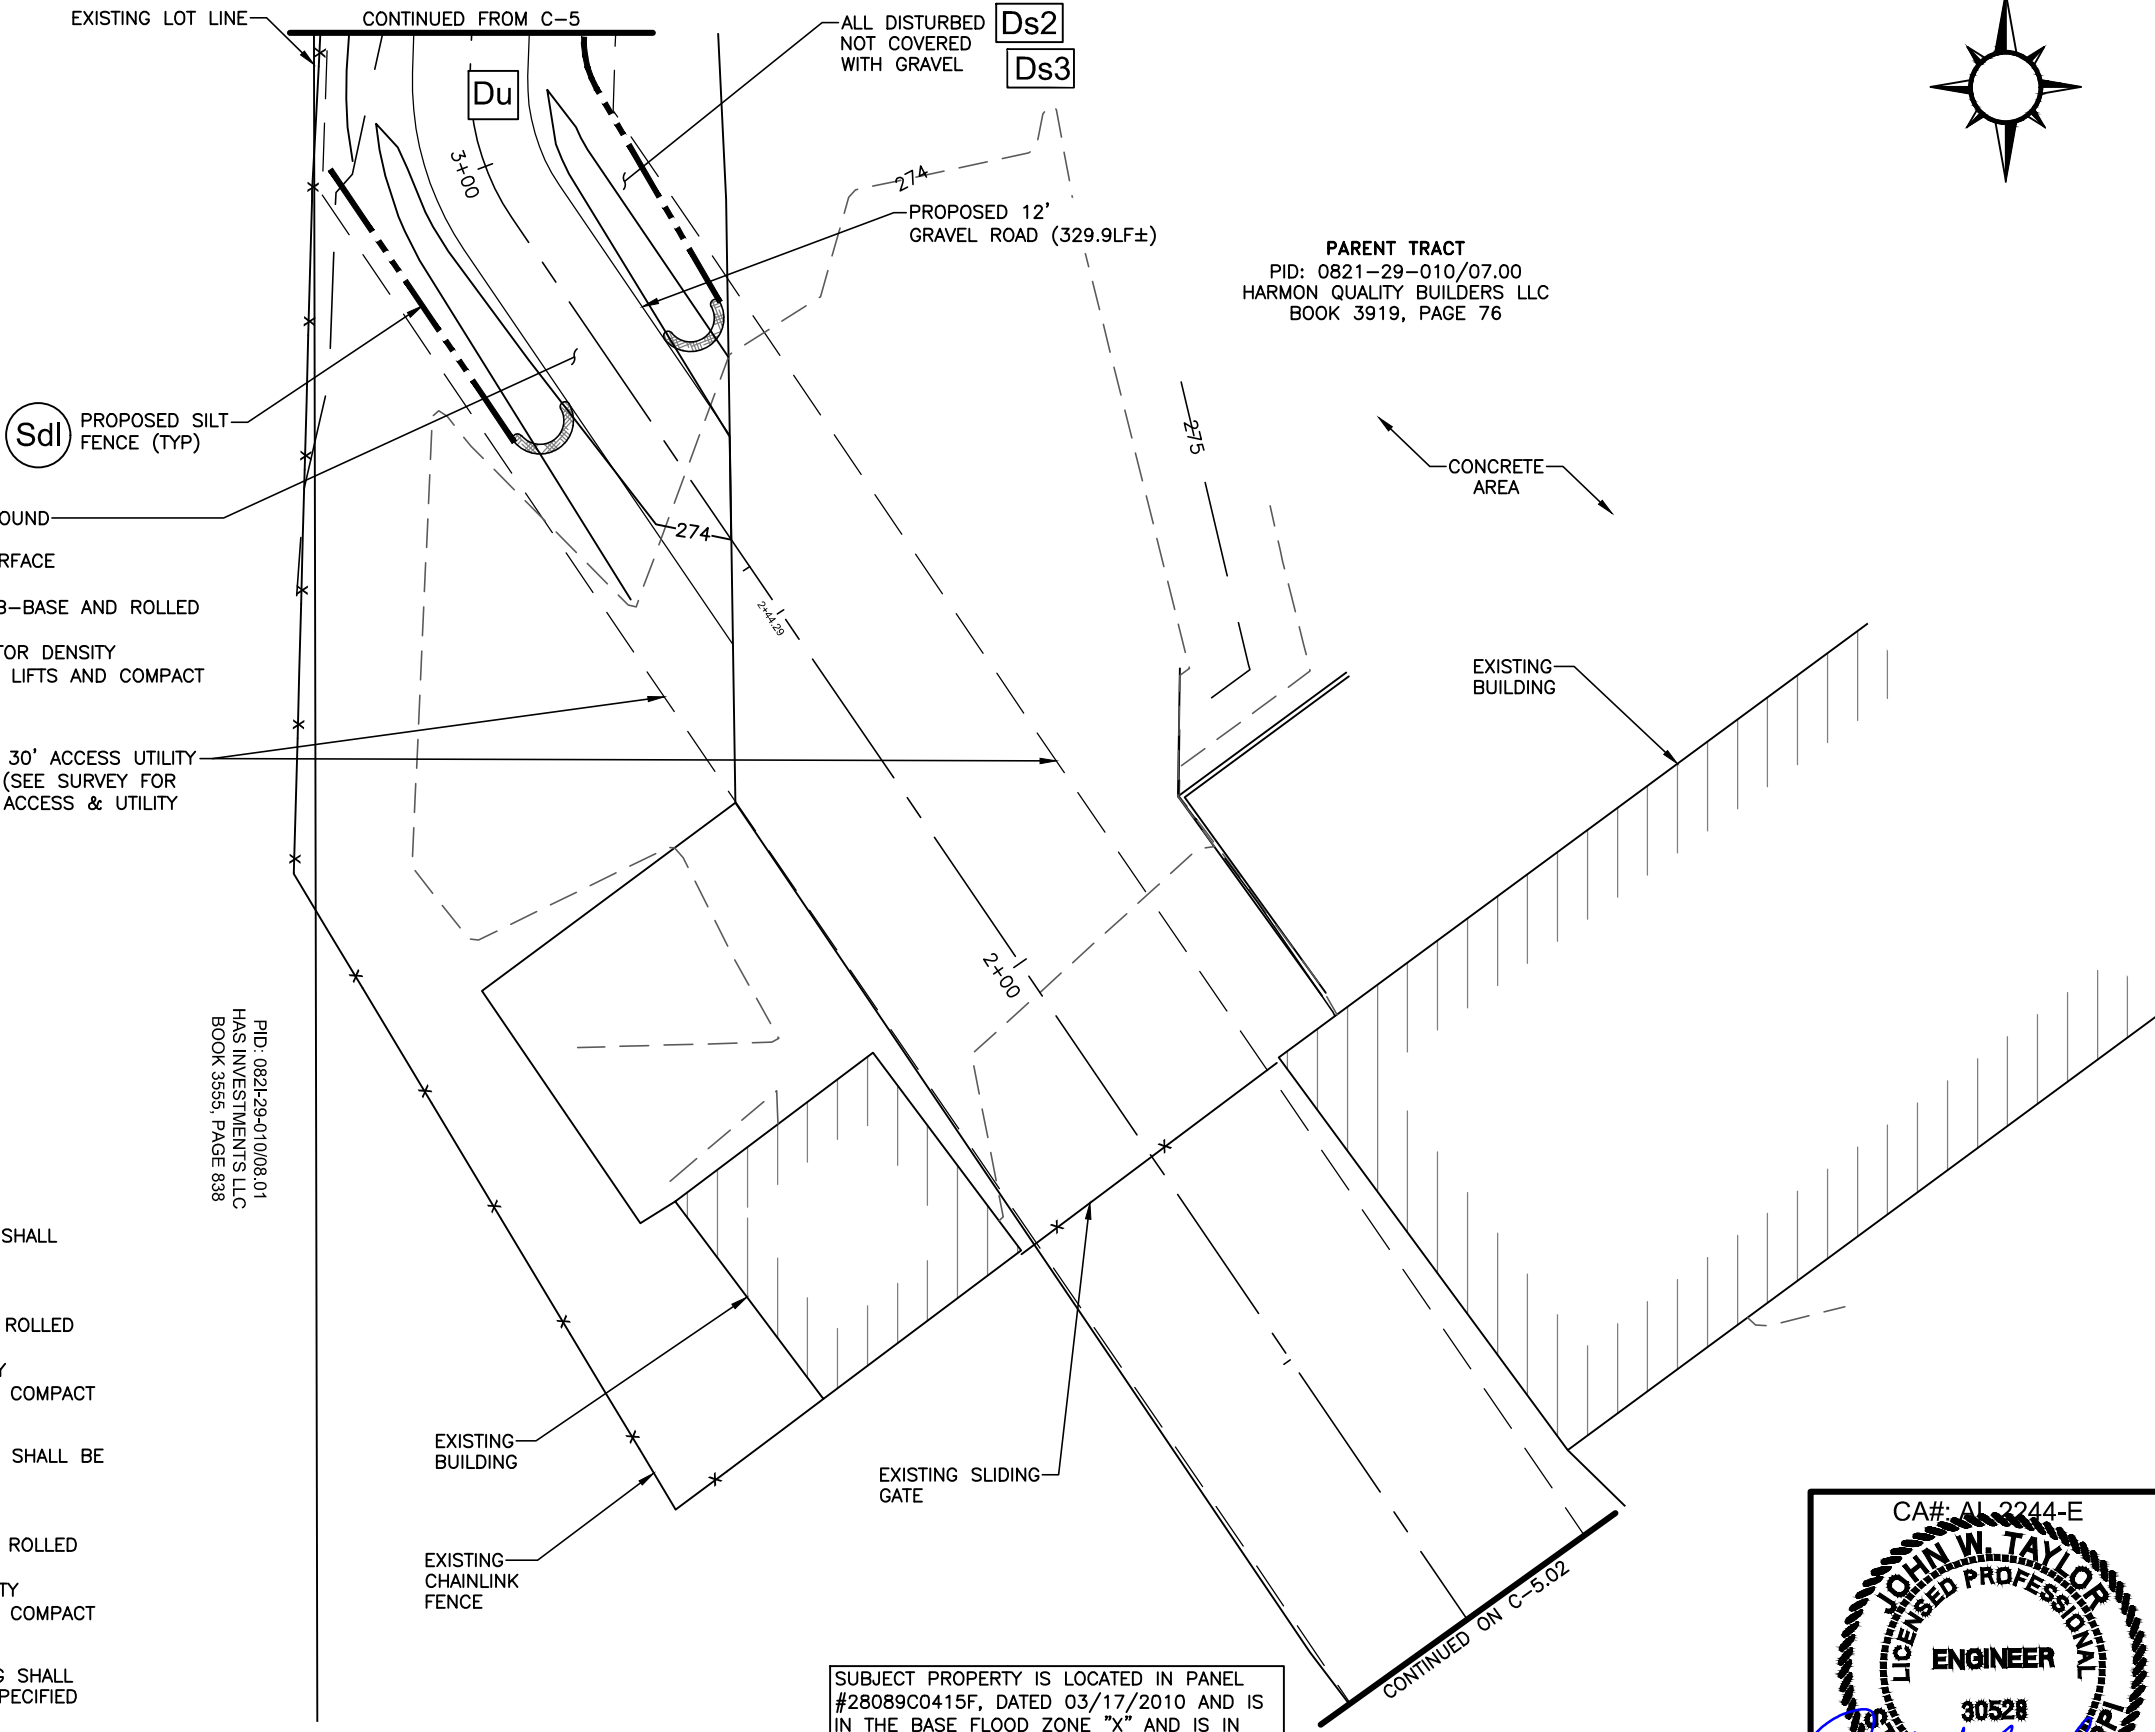 EXISTING LOT LINE
CONTINUED FROM C-5
ALL DISTURBED
NOT COVERED
WITH GRAVEL
Ds2
Ds3
Du
3+00
274
PROPOSED 12'
GRAVEL ROAD (329.9LF±)
PARENT TRACT
PID: 0821-29-010/07.00
HARMON QUALITY BUILDERS LLC
BOOK 3919, PAGE 76
Sdl
PROPOSED SILT
FENCE (TYP)
275
CONCRETE
AREA
274
2+44.29
B-BASE AND ROLLED
DENSITY
LIFTS AND COMPACT
EXISTING
BUILDING
30' ACCESS UTILITY
(SEE SURVEY FOR
ACCESS & UTILITY
2+00
PID: 082I-29-010/08.01
HAS INVESTMENTS LLC
BOOK 3555, PAGE 838
SHALL
ROLLED
COMPACT
SHALL BE
ROLLED
COMPACT
SHALL
EXISTING
BUILDING
EXISTING SLIDING
GATE
EXISTING
CHAINLINK
FENCE
CONTINUED ON C-5.02
SUBJECT PROPERTY IS LOCATED IN PANEL
#28089C0415F, DATED 03/17/2010 AND IS
IN THE BASE FLOOD ZONE "X" AND IS IN
CA#: AL 2244-E
JOHN W. TAYLOR
LICENSED PROFESSIONAL
ENGINEER
30528